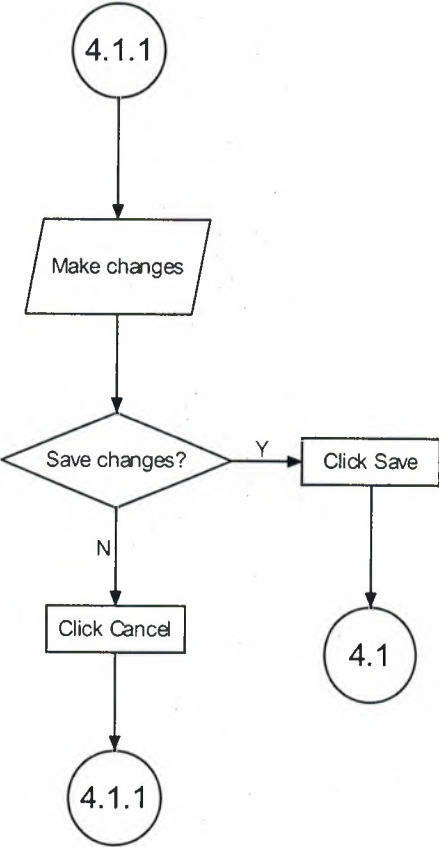 4.1.1
Make changes
Save changes?
Y
Click Save
N
Click Cancel
4.1
4.1.1